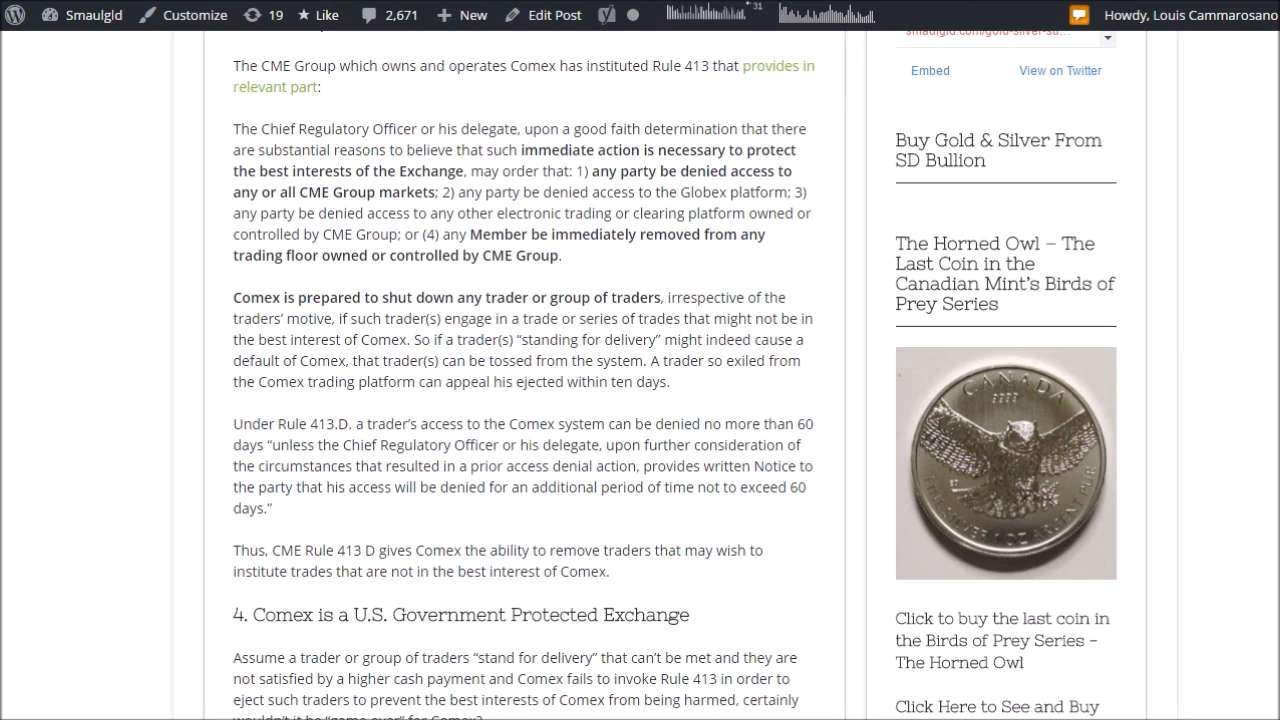 Smaulgld
Customize
19
Like
2,671
New
Edit Post
31
Howdy, Louis Cammarosano
The CME Group which owns and operates Comex has instituted Rule 413 that provides in
relevant part:
The Chief Regulatory Officer or his delegate, upon a good faith determination that there
are substantial reasons to believe that such immediate action is necessary to protect
the best interests of the Exchange, may order that: 1) any party be denied access to
any or all CME Group markets; 2) any party be denied access to the Globex platform; 3)
any party be denied access to any other electronic trading or clearing platform owned or
controlled by CME Group; or (4) any Member be immediately removed from any
trading floor owned or controlled by CME Group.
Comex is prepared to shut down any trader or group of traders, irrespective of the
traders’ motive, if such trader(s) engage in a trade or series of trades that might not be in
the best interest of Comex. So if a trader(s) “standing for delivery” might indeed cause a
default of Comex, that trader(s) can be tossed from the system. A trader so exiled from
the Comex trading platform can appeal his ejected within ten days.
Under Rule 413.D. a trader’s access to the Comex system can be denied no more than 60
days “unless the Chief Regulatory Officer or his delegate, upon further consideration of
the circumstances that resulted in a prior access denial action, provides written Notice to
the party that his access will be denied for an additional period of time not to exceed 60
days.”
Thus, CME Rule 413 D gives Comex the ability to remove traders that may wish to
institute trades that are not in the best interest of Comex.
4. Comex is a U.S. Government Protected Exchange
Assume a trader or group of traders “stand for delivery” that can’t be met and they are
not satisfied by a higher cash payment and Comex fails to invoke Rule 413 in order to
eject such traders to prevent the best interests of Comex from being harmed, certainly
wouldn’t it be “game over” for Comex?
smaulgld.com/gold-silver-su…
Embed
View on Twitter
Buy Gold & Silver From
SD Bullion
The Horned Owl – The
Last Coin in the
Canadian Mint’s Birds of
Prey Series
CANADA
9999
FINE SILVER 1 OZ ARGENT PUR
Click to buy the last coin in
the Birds of Prey Series –
The Horned Owl
Click Here to See and Buy